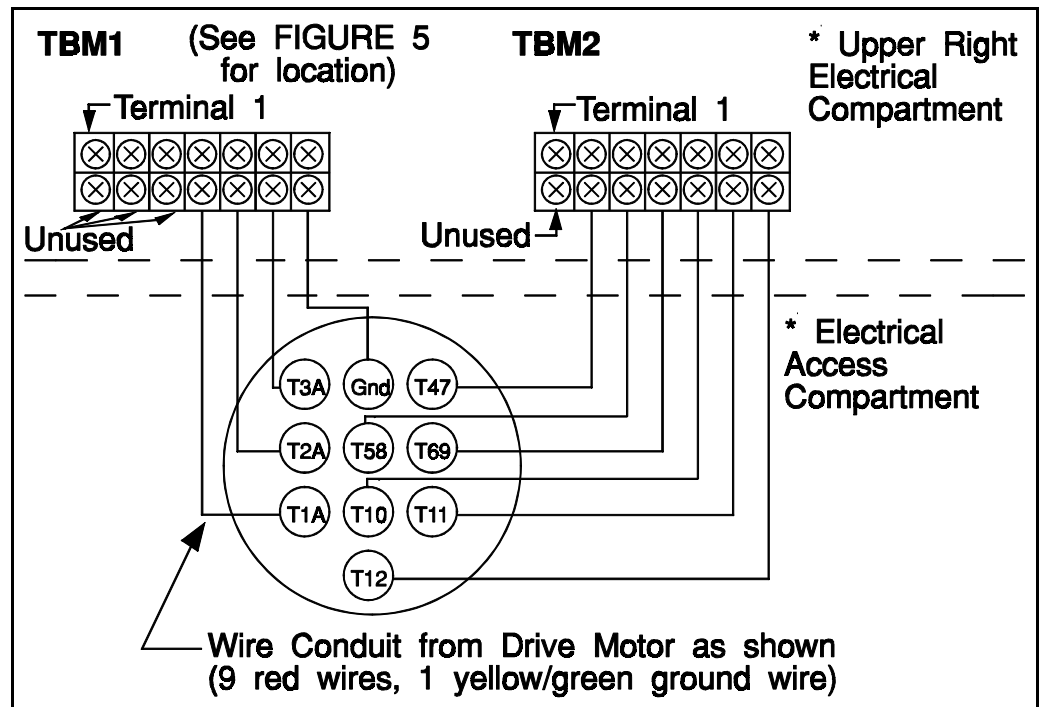 TBM1
(See FIGURE 5
for location)
TBM2
* Upper Right
Electrical
Compartment
Terminal 1
Terminal 1
Unused
Unused
* Electrical
Access
Compartment
T3A
Gnd
T47
T2A
T58
T69
T1A
T10
T11
T12
Wire Conduit from Drive Motor as shown
(9 red wires, 1 yellow/green ground wire)